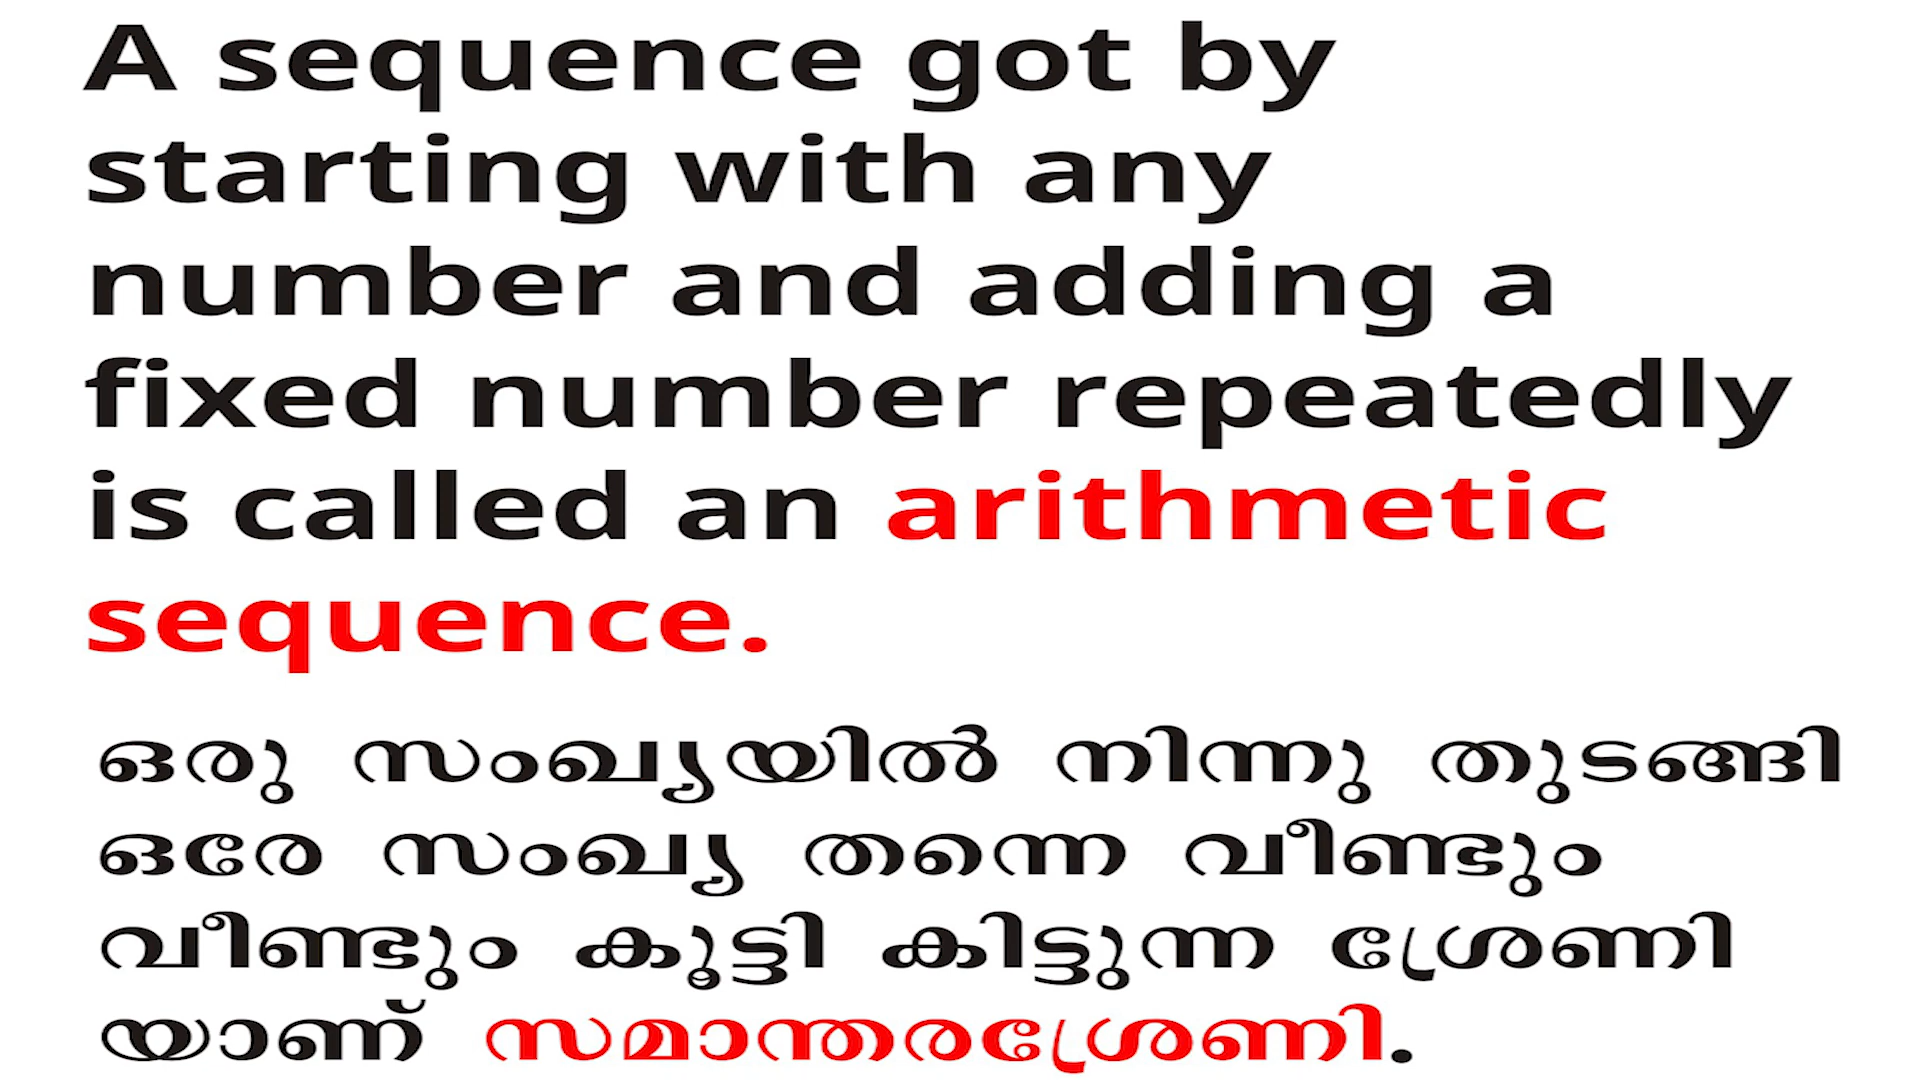 A sequence got by
starting with any
number and adding a
fixed number repeatedly
is called an arithmetic
sequence.
ഒരു സംഖ്യയിൽ നിന്നു തുടങ്ങി
ഒരേ സംഖ്യ തന്നെ വീണ്ടും
വീണ്ടും കൂട്ടി കിട്ടുന്ന ശ്രേണി
യാണ് സമാന്തരശ്രേണി.